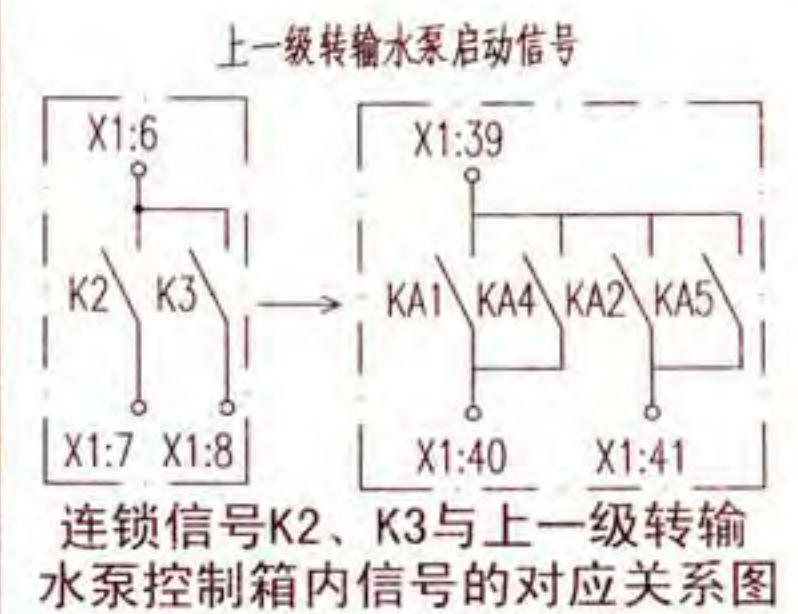 上一级转输水泵启动信号
X1:6
X1:39
K2 K3 KA1 KA4 KA2 KA5
X1:7 X1:8 X1:40 X1:41
连锁信号K2、K3与上一级转输
水泵控制箱内信号的对应关系图